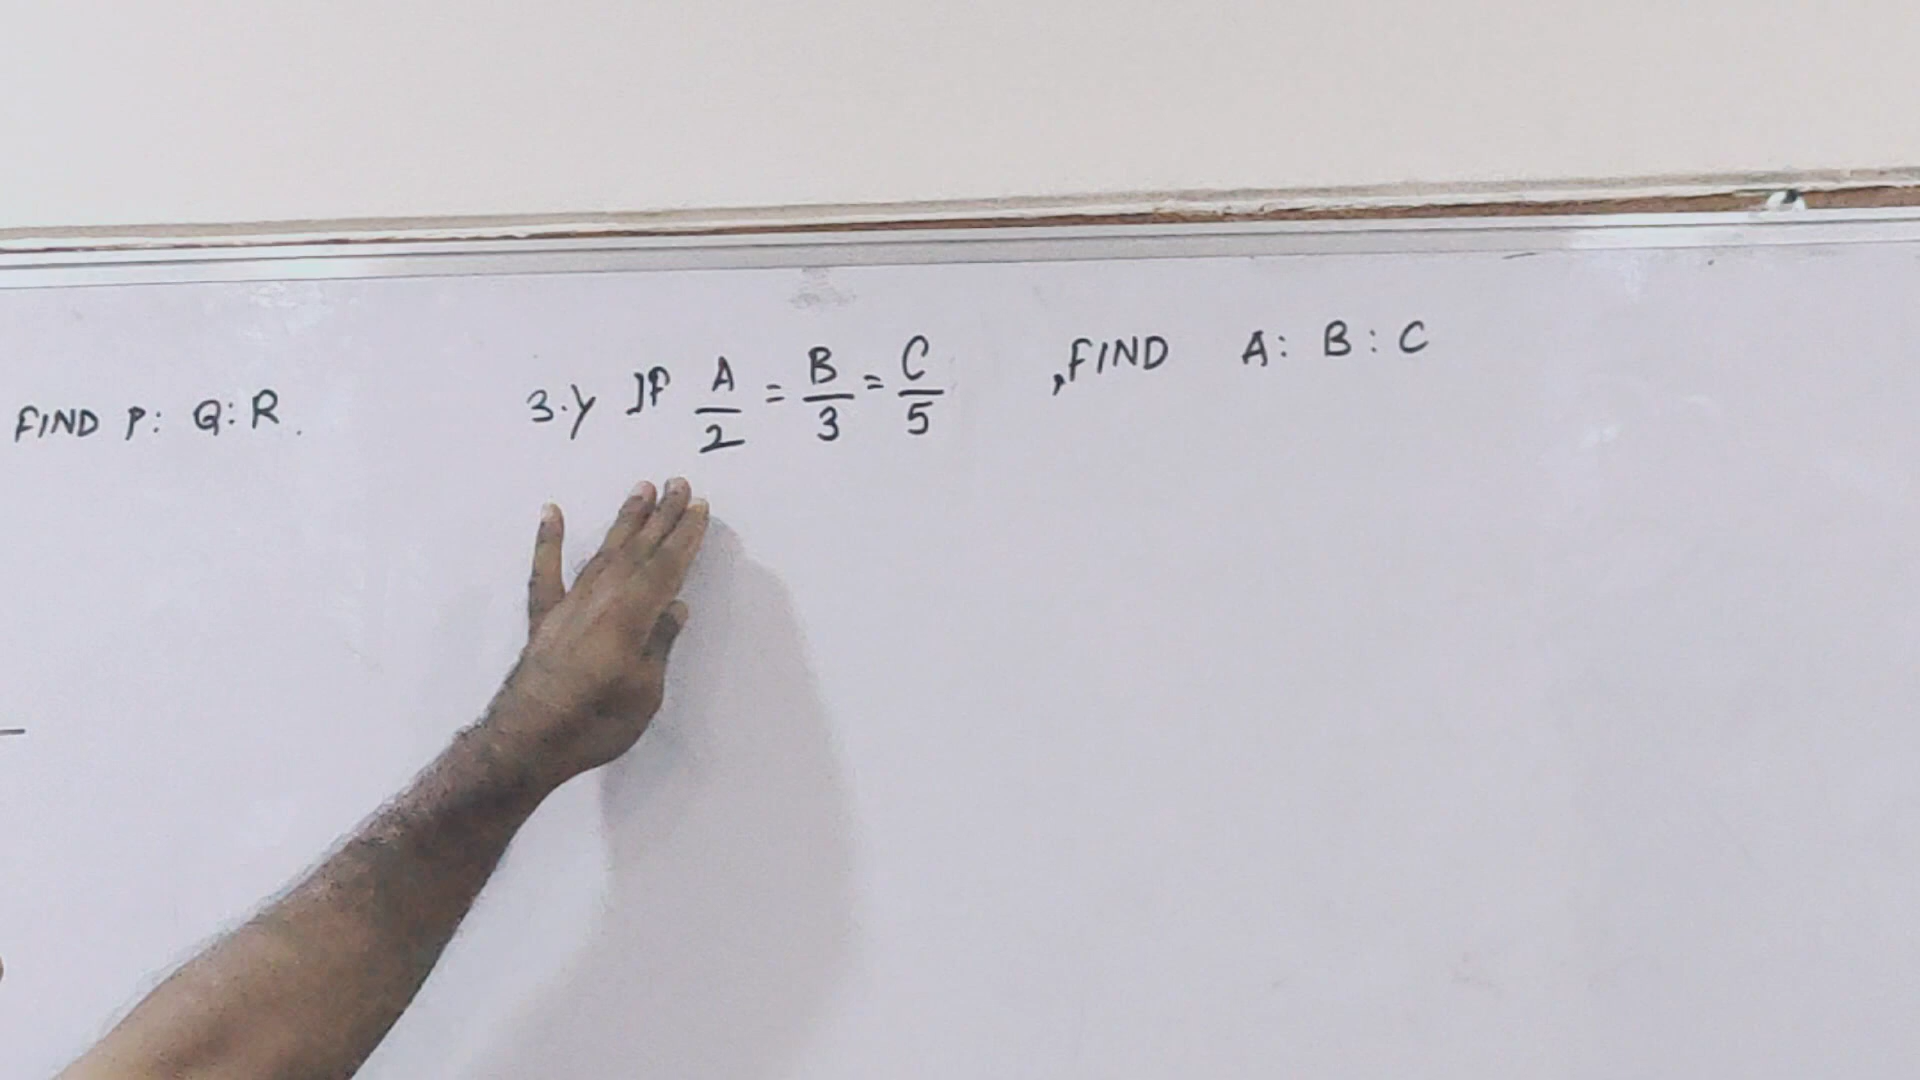 FIND P: Q: R.
3.) If A/2 = B/3 = C/5, FIND A: B: C